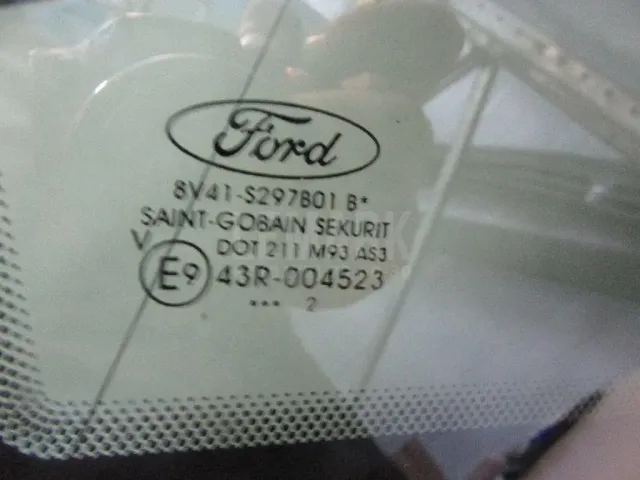 Ford
8V41-S297B01 B*
SAINT-GOBAIN SEKURIT
DOT 211 M93 AS3
V
E9 43R-004523
••• 2